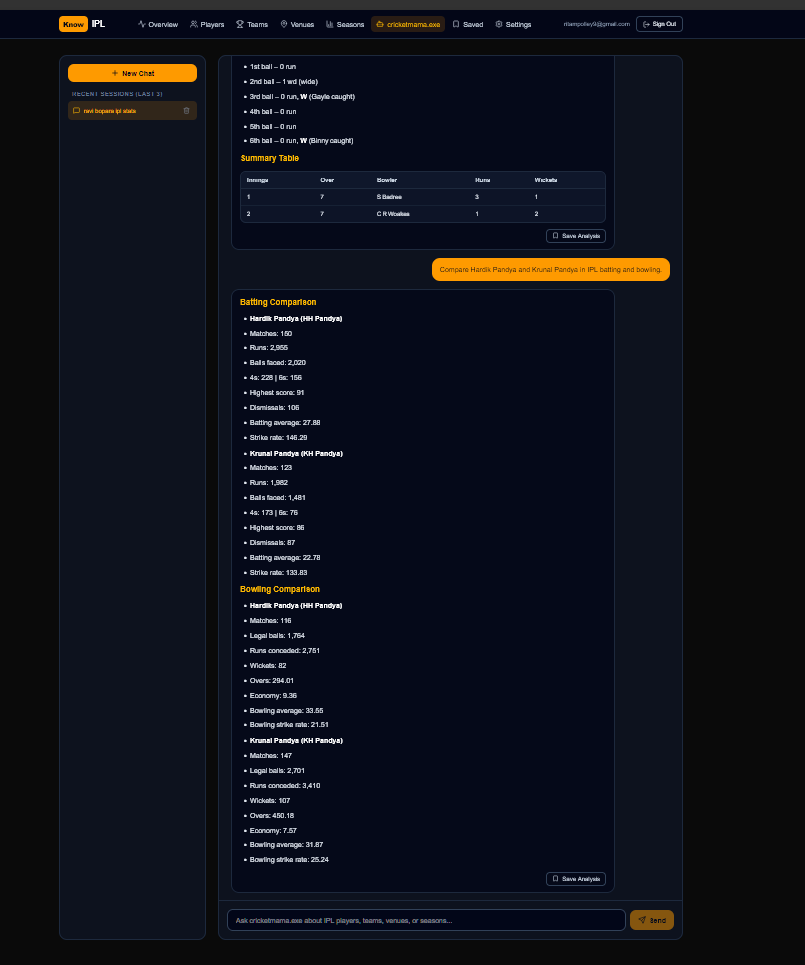 Know IPL Overview Players Teams Venues Seasons cricketmama.exe Saved Settings ritampolley9@gmail.com Sign Out
+ New Chat
RECENT SESSIONS (LAST 3)
ravi bopara ipl stats
1st ball – 0 run
2nd ball – 1 wd (wide)
3rd ball – 0 run, W (Gayle caught)
4th ball – 0 run
5th ball – 0 run
6th ball – 0 run, W (Binny caught)
Summary Table
Innings Over Bowler Runs Wickets
1 7 S Badree 3 1
2 7 C R Woakes 1 2
Save Analysis
Compare Hardik Pandya and Krunal Pandya in IPL batting and bowling.
Batting Comparison
Hardik Pandya (HH Pandya)
Matches: 150
Runs: 2,955
Balls faced: 2,020
4s: 228 | 6s: 156
Highest score: 91
Dismissals: 106
Batting average: 27.88
Strike rate: 146.29
Krunal Pandya (KH Pandya)
Matches: 123
Runs: 1,982
Balls faced: 1,481
4s: 173 | 6s: 76
Highest score: 86
Dismissals: 87
Batting average: 22.78
Strike rate: 133.83
Bowling Comparison
Hardik Pandya (HH Pandya)
Matches: 116
Legal balls: 1,764
Runs conceded: 2,751
Wickets: 82
Overs: 294.01
Economy: 9.36
Bowling average: 33.55
Bowling strike rate: 21.51
Krunal Pandya (KH Pandya)
Matches: 147
Legal balls: 2,701
Runs conceded: 3,410
Wickets: 107
Overs: 450.18
Economy: 7.57
Bowling average: 31.87
Bowling strike rate: 25.24
Save Analysis
Ask cricketmama.exe about IPL players, teams, venues, or seasons...
Send